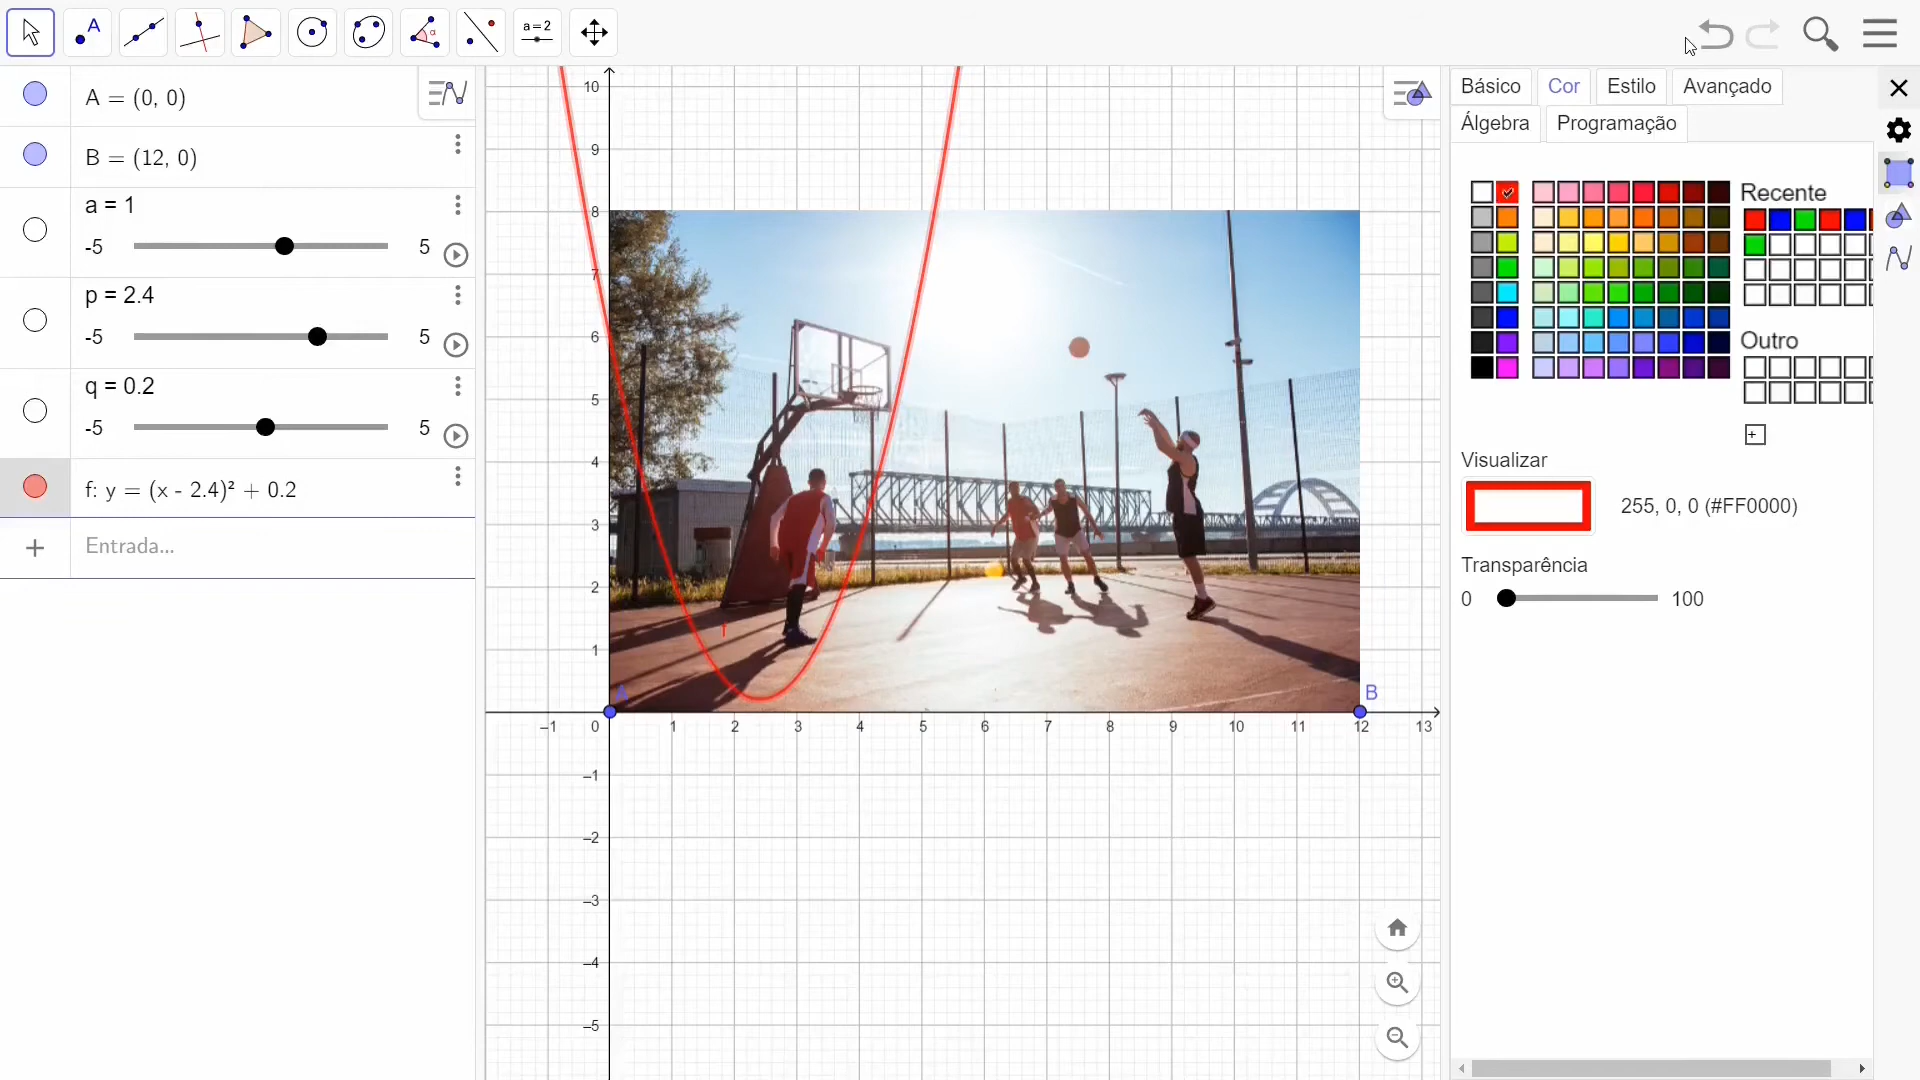 A
a=2
α
A = (0, 0)
B = (12, 0)
a = 1
-5
5
p = 2.4
-5
5
q = 0.2
-5
5
f: y = (x - 2.4)² + 0.2
+ Entrada...
10
9
8
7
6
5
4
3
2
1
f
A
B
–1 0 1 2 3 4 5 6 7 8 9 10 11 12 13
–1
–2
–3
–4
–5
Básico Cor Estilo Avançado
Álgebra Programação
Recente
Outro
+
Visualizar
255, 0, 0 (#FF0000)
Transparência
0 100